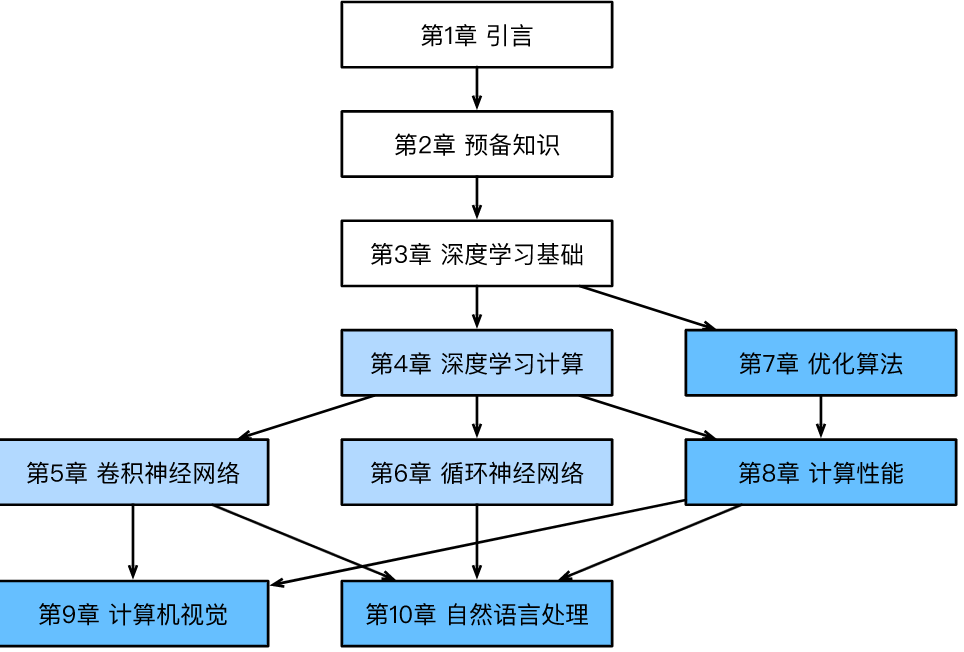 第1章 引言
第2章 预备知识
第3章 深度学习基础
第4章 深度学习计算
第7章 优化算法
第5章 卷积神经网络
第6章 循环神经网络
第8章 计算性能
第9章 计算机视觉
第10章 自然语言处理